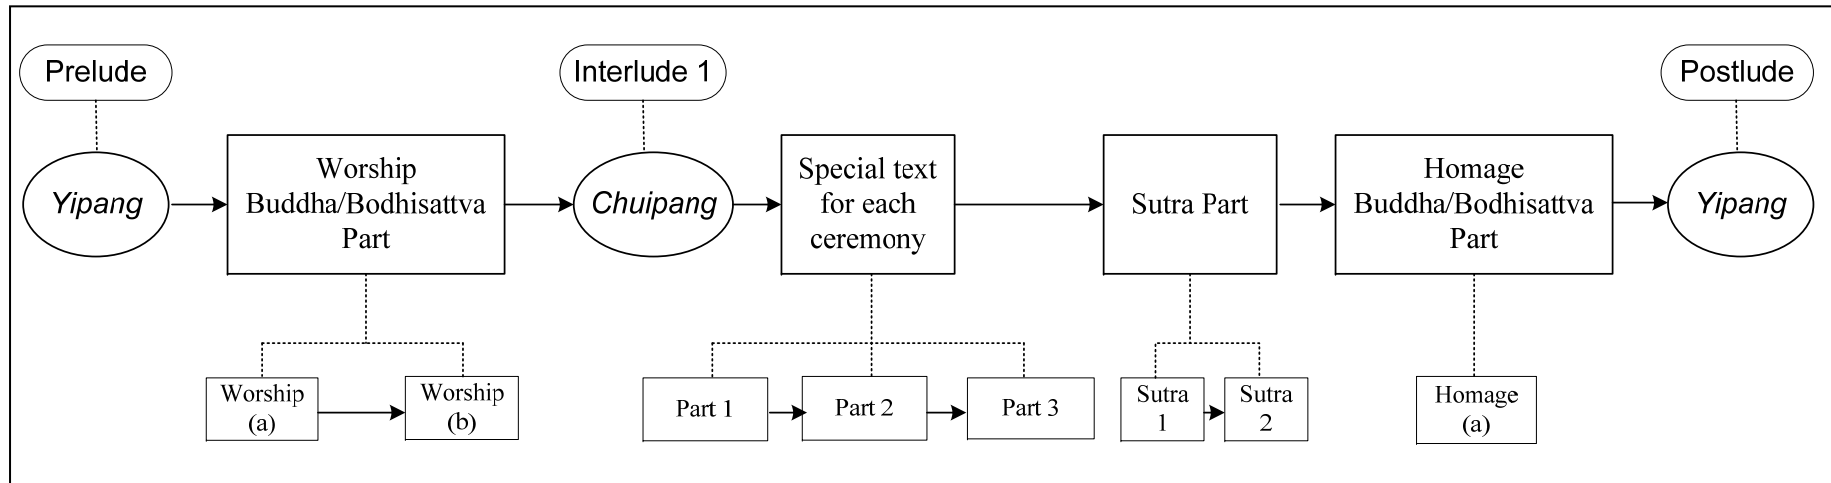 Prelude
Interlude 1
Postlude
Yipang
Worship
Buddha/Bodhisattva
Part
Chuipang
Special text
for each
ceremony
Sutra Part
Homage
Buddha/Bodhisattva
Part
Yipang
Worship
(a)
Worship
(b)
Part 1
Part 2
Part 3
Sutra
1
Sutra
2
Homage
(a)